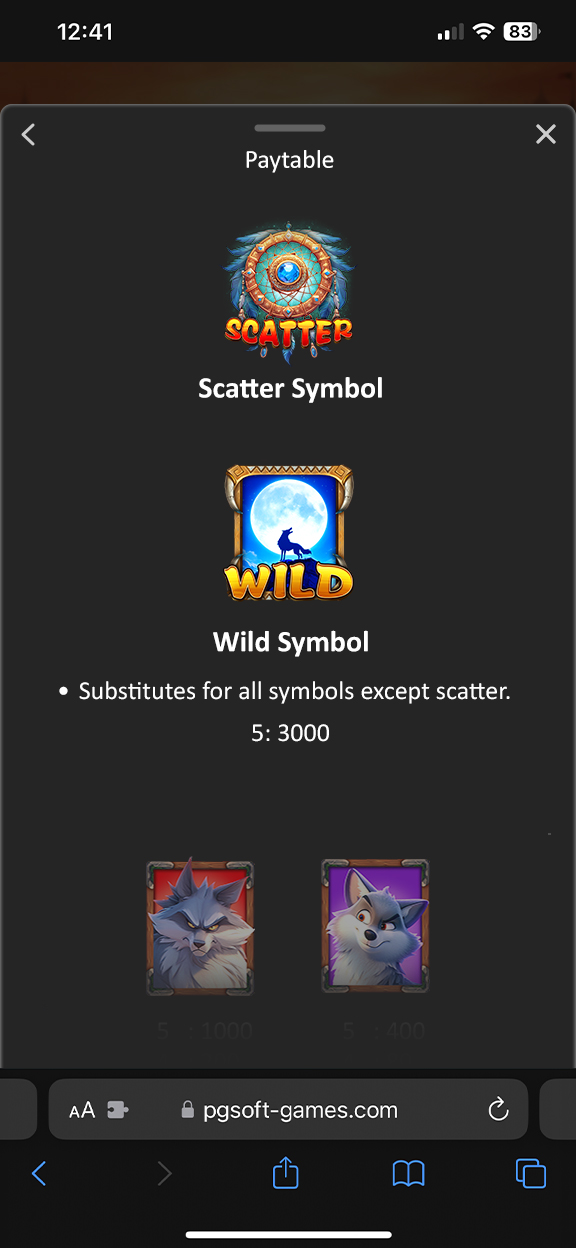 12:41
83
Paytable
SCATTER
Scatter Symbol
WILD
Wild Symbol
• Substitutes for all symbols except scatter.
5: 3000
5 : 1000 5 : 400
AA pgsoft-games.com